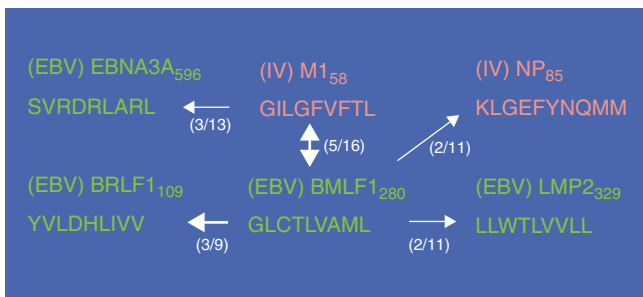 (EBV) EBNA3A596 (IV) M158 (IV) NP85
SVRDRLARL GILGFVFTL KLGEFYNQMM
(3/13)
(5/16) (2/11)
(EBV) BRLF1109 (EBV) BMLF1280 (EBV) LMP2329
YVLDHLIVV GLCTLVAML LLWTLVVLL
(3/9) (2/11)